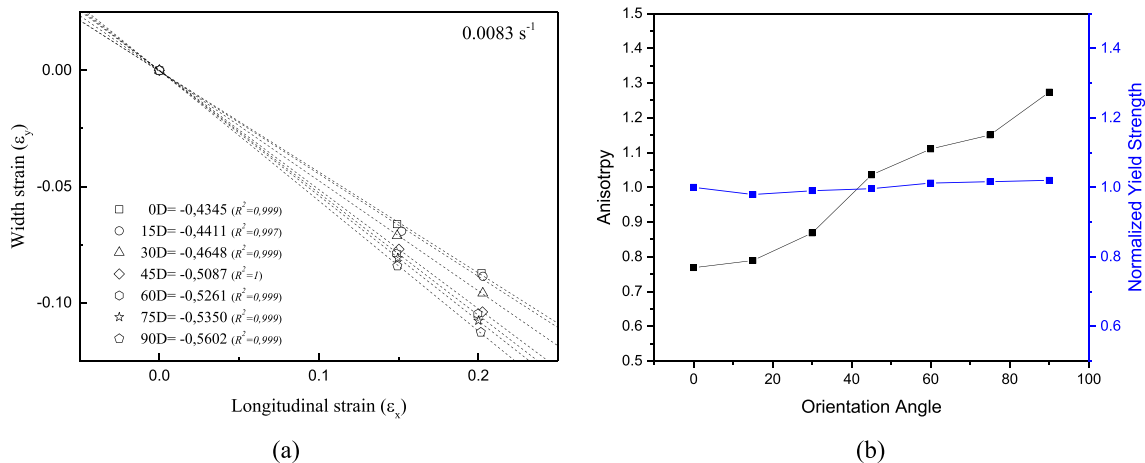 0.0083 s⁻¹
0.00
-0.05
-0.10
Width strain (εy)
0D= -0,4345 (R²=0,999)
15D= -0,4411 (R²=0,997)
30D= -0,4648 (R²=0,999)
45D= -0,5087 (R²=1)
60D= -0,5261 (R²=0,999)
75D= -0,5350 (R²=0,999)
90D= -0,5602 (R²=0,999)
0.0 0.1 0.2
Longitudinal strain (εx)
(a)
1.5
1.4
1.3
1.2
1.1
1.0
0.9
0.8
0.7
0.6
0.5
Anisotrpy
1.4
1.2
1.0
0.8
0.6
Normalized Yield Strength
0 20 40 60 80 100
Orientation Angle
(b)